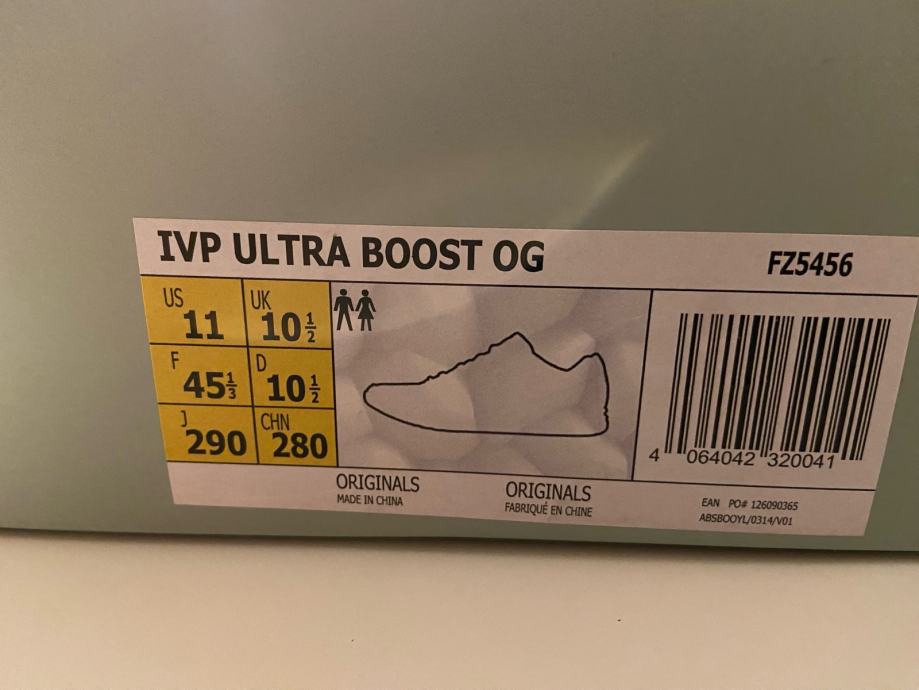 IVP ULTRA BOOST OG
FZ5456
US 11
UK 10½
F 45⅓
D 10½
J 290
CHN 280
4 064042 320041
ORIGINALS
MADE IN CHINA
ORIGINALS
FABRIQUÉ EN CHINE
EAN PO# 126090365
ABSBOOYL/0314/V01